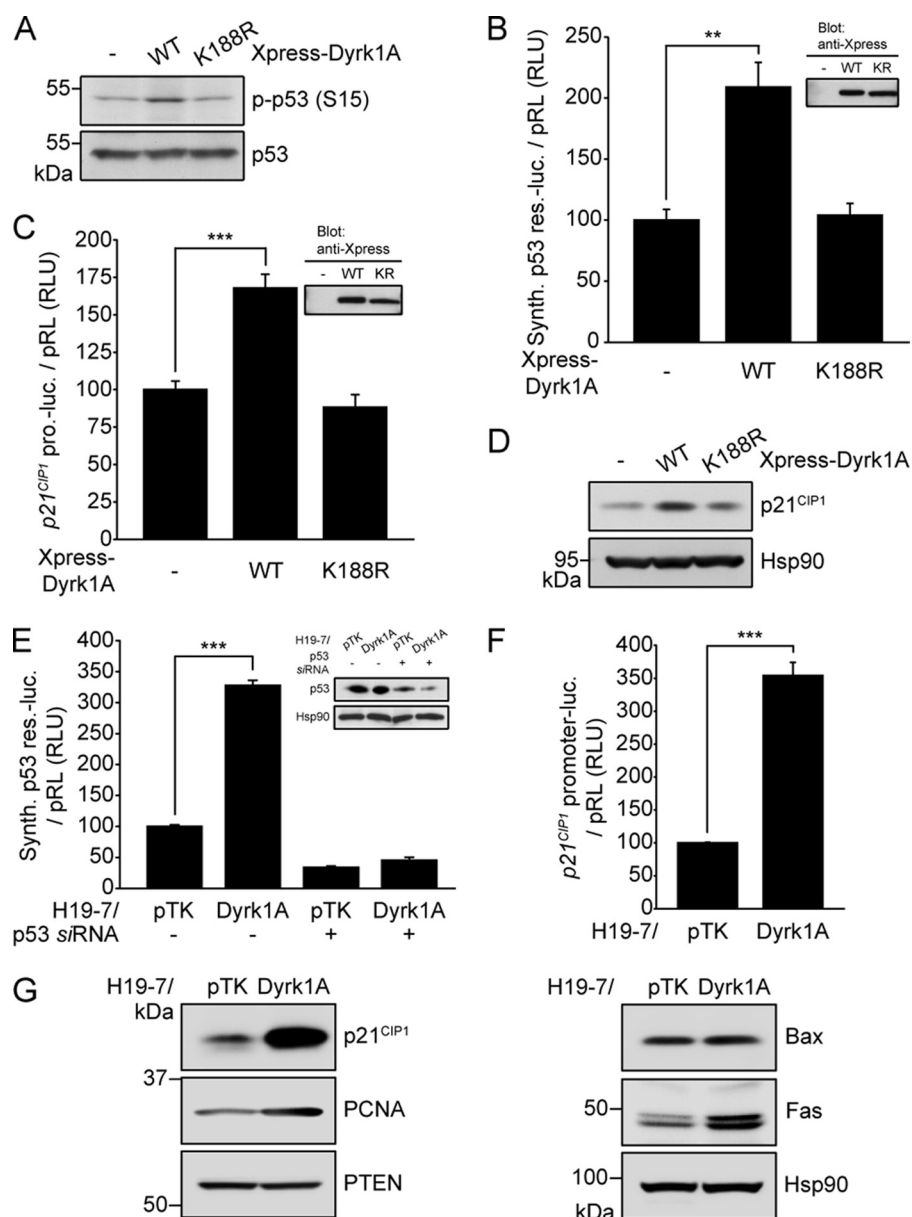 A
- WT K188R Xpress-Dyrk1A
55
p-p53 (S15)
55
p53
kDa
B
Synth. p53 res.-luc. / pRL (RLU)
250
200
150
100
50
0
**
Blot:
anti-Xpress
- WT KR
Xpress-
Dyrk1A
- WT K188R
C
p21CIP1 pro.-luc. / pRL (RLU)
200
175
150
125
100
75
50
25
0
***
Blot:
anti-Xpress
- WT KR
Xpress-
Dyrk1A
- WT K188R
D
- WT K188R Xpress-Dyrk1A
p21CIP1
95
kDa
Hsp90
E
Synth. p53 res.-luc.
/ pRL (RLU)
400
350
300
250
200
150
100
50
0
***
H19-7/ pTK Dyrk1A pTK Dyrk1A
p53
siRNA - - + +
p53
Hsp90
H19-7/ pTK Dyrk1A pTK Dyrk1A
p53 siRNA - - + +
F
p21CIP1 promoter-luc.
/ pRL (RLU)
400
350
300
250
200
150
100
50
0
***
H19-7/ pTK Dyrk1A
G
H19-7/ pTK Dyrk1A
kDa
p21CIP1
37
PCNA
PTEN
50
H19-7/ pTK Dyrk1A
Bax
50
Fas
100
Hsp90
kDa